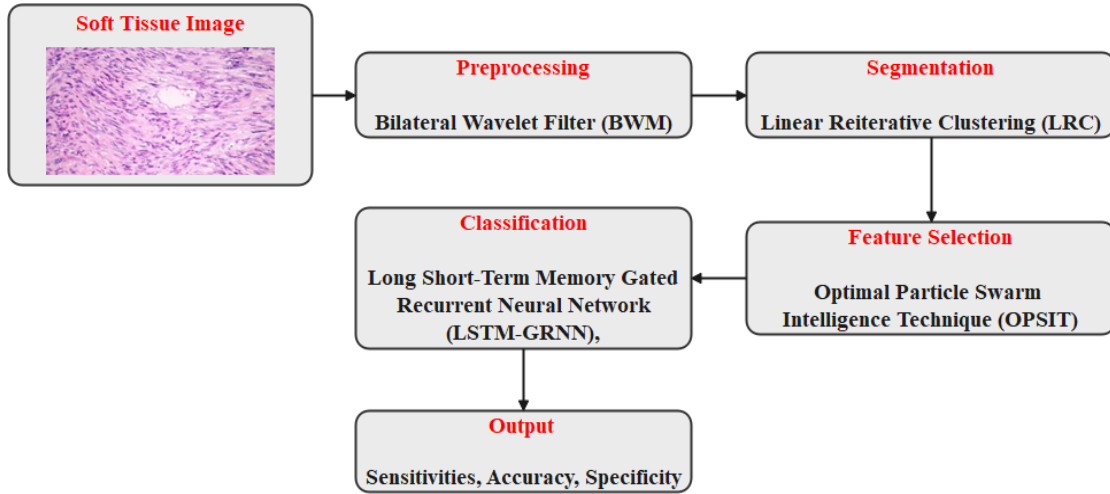 Soft Tissue Image
Preprocessing
Bilateral Wavelet Filter (BWM)
Segmentation
Linear Reiterative Clustering (LRC)
Feature Selection
Optimal Particle Swarm
Intelligence Technique (OPSIT)
Classification
Long Short-Term Memory Gated
Recurrent Neural Network
(LSTM-GRNN),
Output
Sensitivities, Accuracy, Specificity